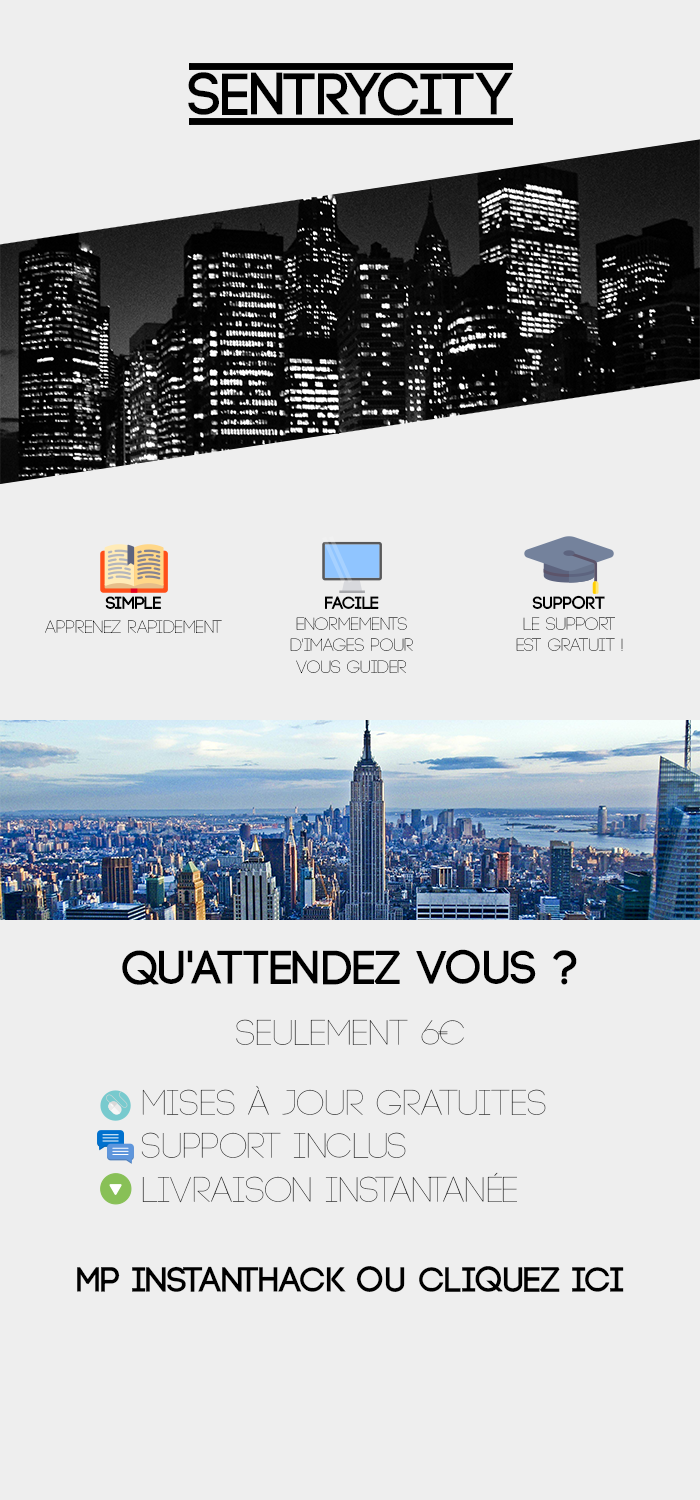 SENTRYCITY
SIMPLE
APPRENEZ RAPIDEMENT
FACILE
ENORMEMENTS
D'IMAGES POUR
VOUS GUIDER
SUPPORT
LE SUPPORT
EST GRATUIT !
QU'ATTENDEZ VOUS ?
SEULEMENT 6€
MISES À JOUR GRATUITES
SUPPORT INCLUS
LIVRAISON INSTANTANÉE
MP INSTANTHACK OU CLIQUEZ ICI